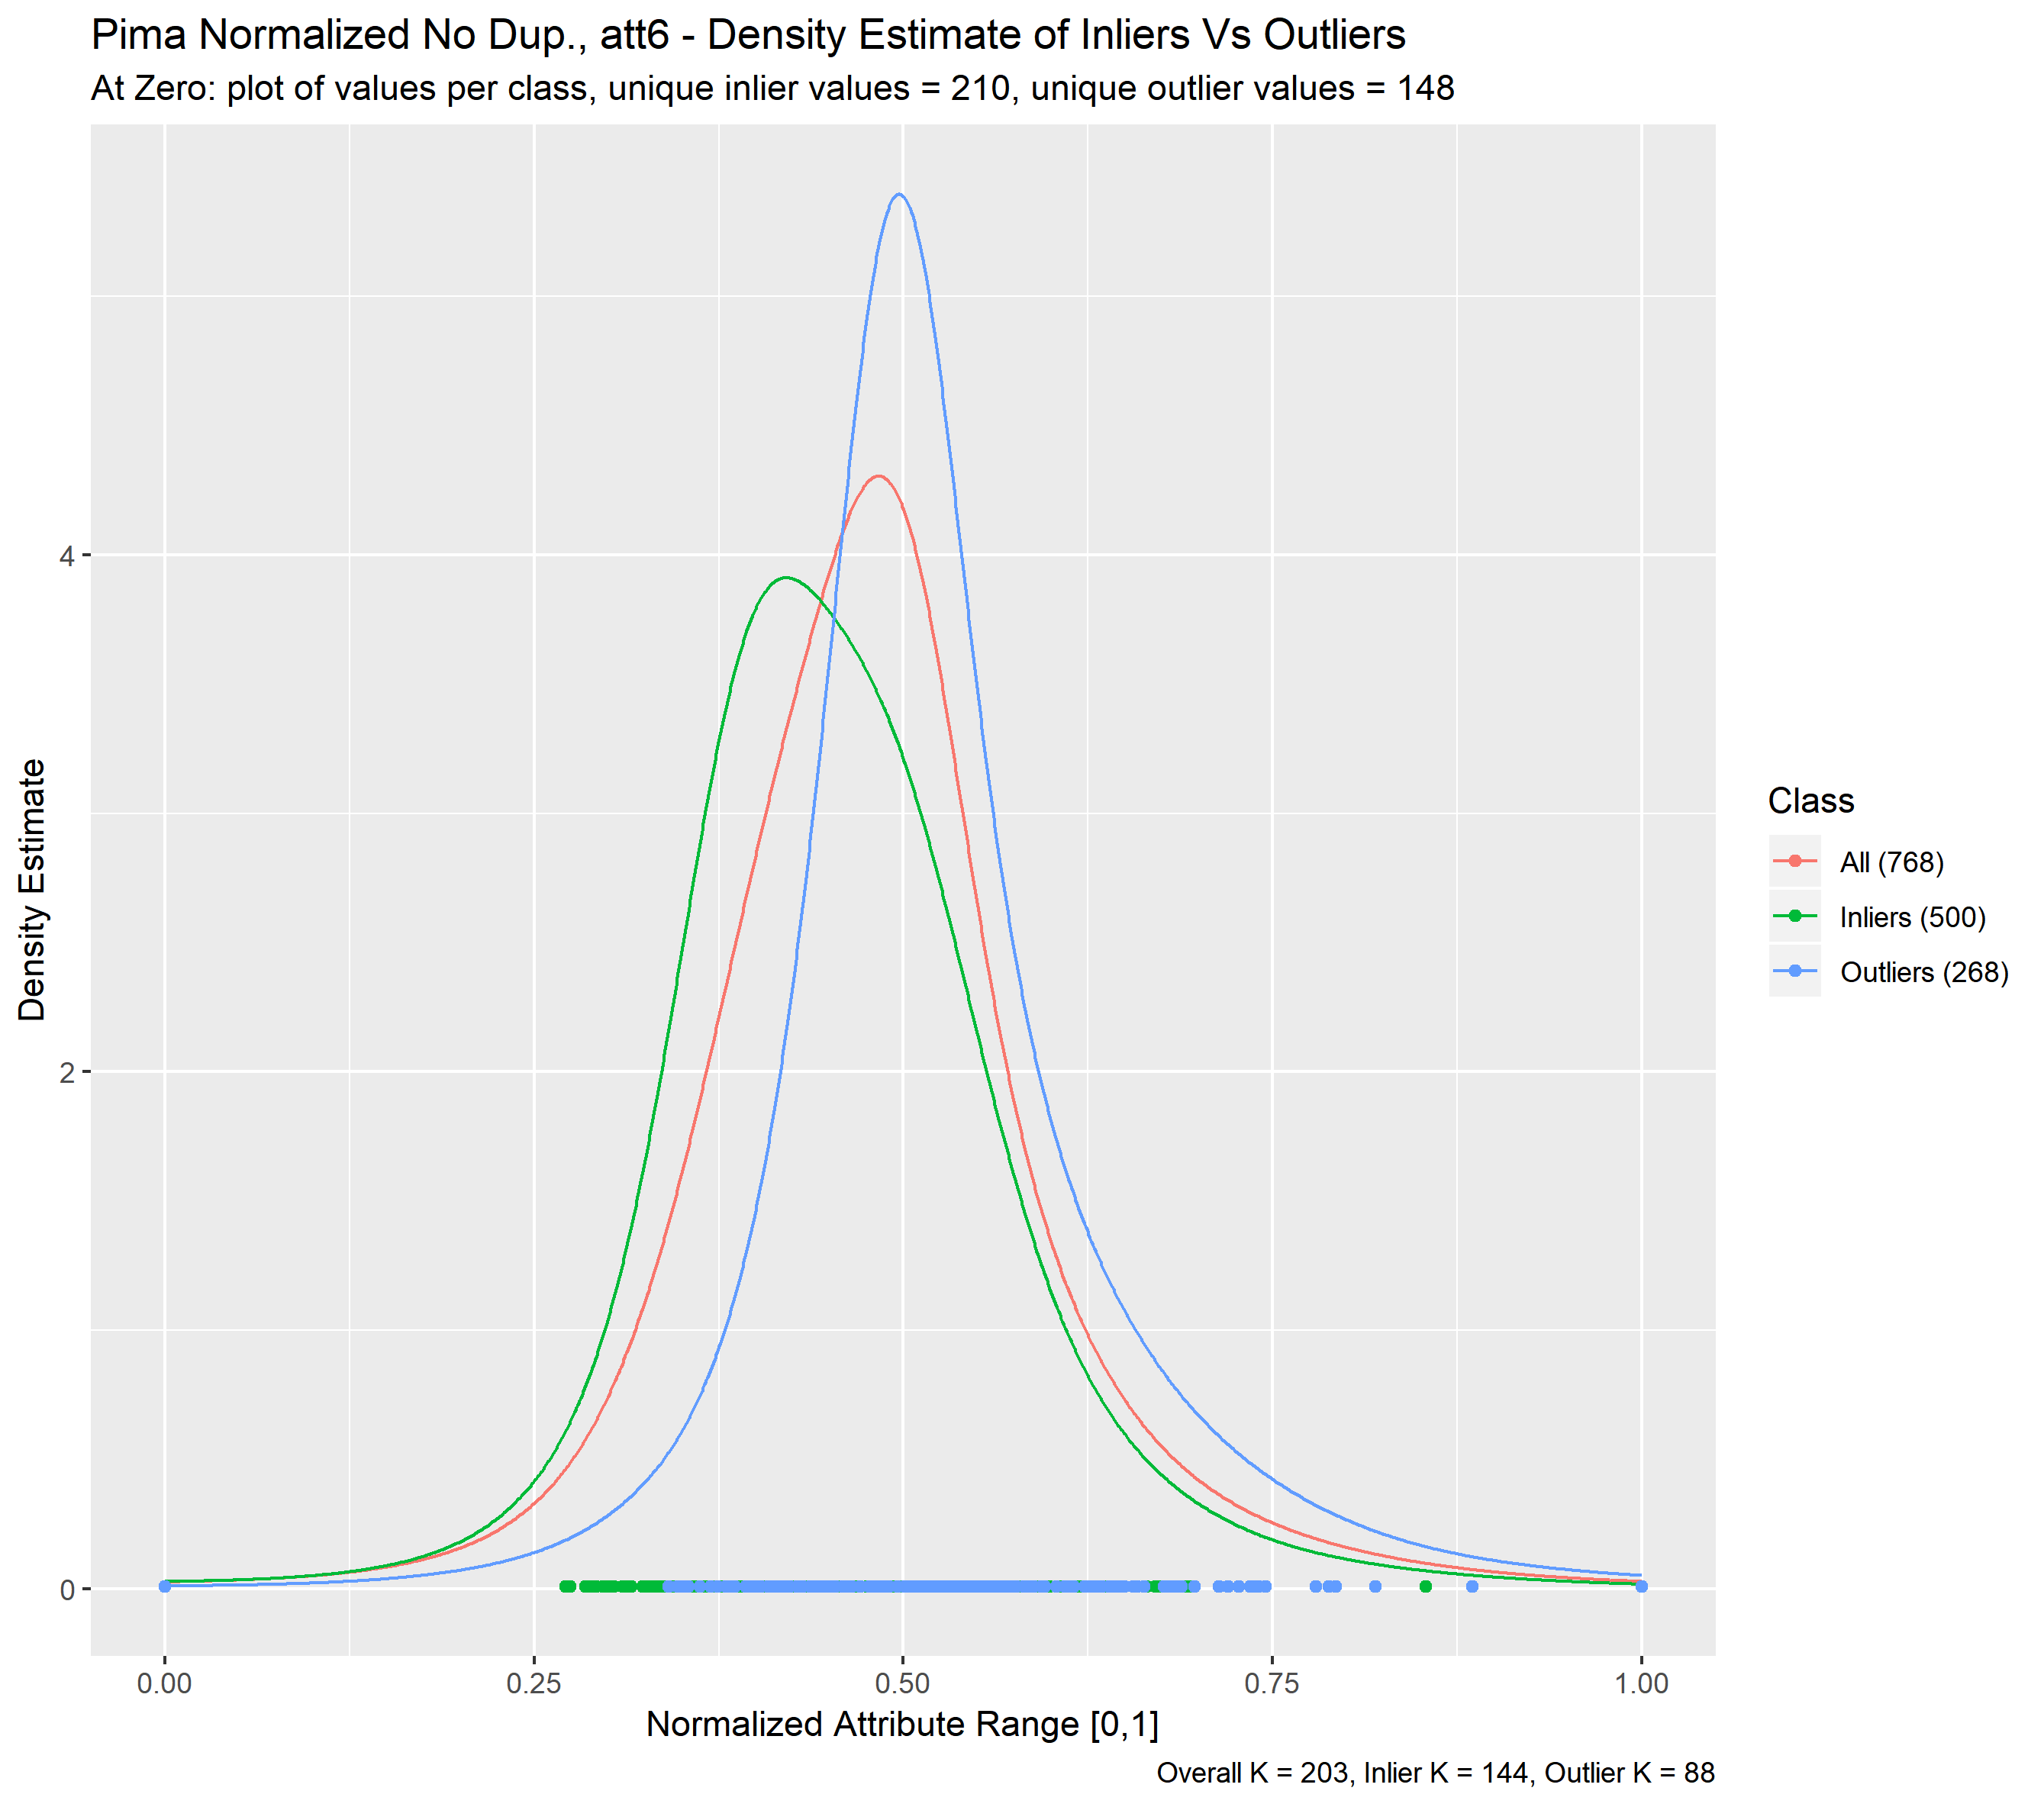 Pima Normalized No Dup., att6 - Density Estimate of Inliers Vs Outliers
At Zero: plot of values per class, unique inlier values = 210, unique outlier values = 148
Density Estimate
4
2
0
0.00 0.25 0.50 0.75 1.00
Normalized Attribute Range [0,1]
Class
All (768)
Inliers (500)
Outliers (268)
Overall K = 203, Inlier K = 144, Outlier K = 88